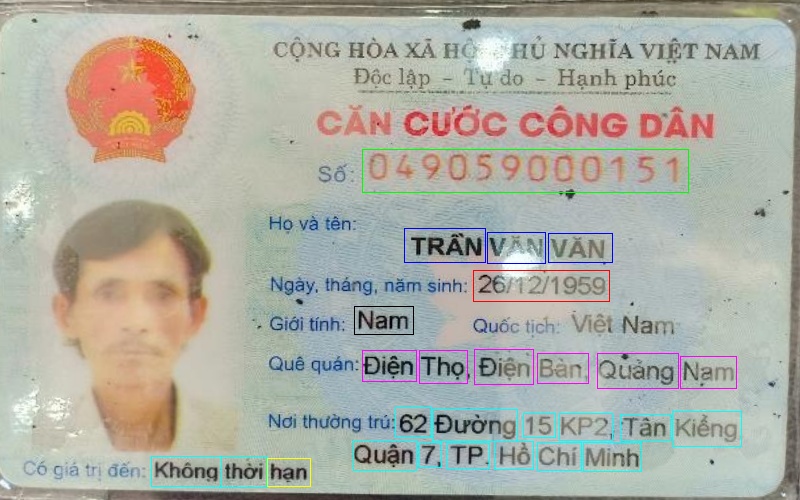 CỘNG HÒA XÃ HỘI CHỦ NGHĨA VIỆT NAM
Độc lập - Tự do - Hạnh phúc
CĂN CƯỚC CÔNG DÂN
Số: 049059000151
Họ và tên:
TRẦN VĂN VĂN
Ngày, tháng, năm sinh: 26/12/1959
Giới tính: Nam Quốc tịch: Việt Nam
Quê quán: Điện Thọ, Điện Bàn, Quảng Nam
Nơi thường trú: 62 Đường 15 KP2, Tân Kiểng
Quận 7, TP. Hồ Chí Minh
Có giá trị đến: Không thời hạn